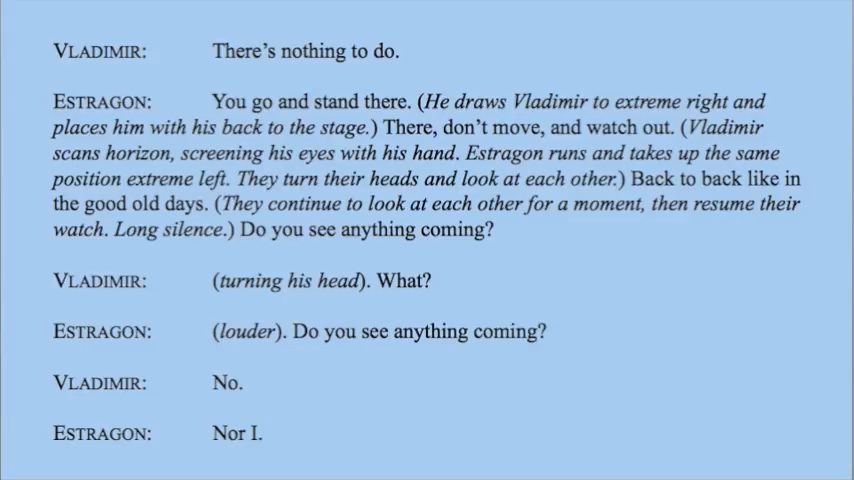 VLADIMIR: There’s nothing to do.
ESTRAGON: You go and stand there. (He draws Vladimir to extreme right and
places him with his back to the stage.) There, don’t move, and watch out. (Vladimir
scans horizon, screening his eyes with his hand. Estragon runs and takes up the same
position extreme left. They turn their heads and look at each other.) Back to back like in
the good old days. (They continue to look at each other for a moment, then resume their
watch. Long silence.) Do you see anything coming?
VLADIMIR: (turning his head). What?
ESTRAGON: (louder). Do you see anything coming?
VLADIMIR: No.
ESTRAGON: Nor I.